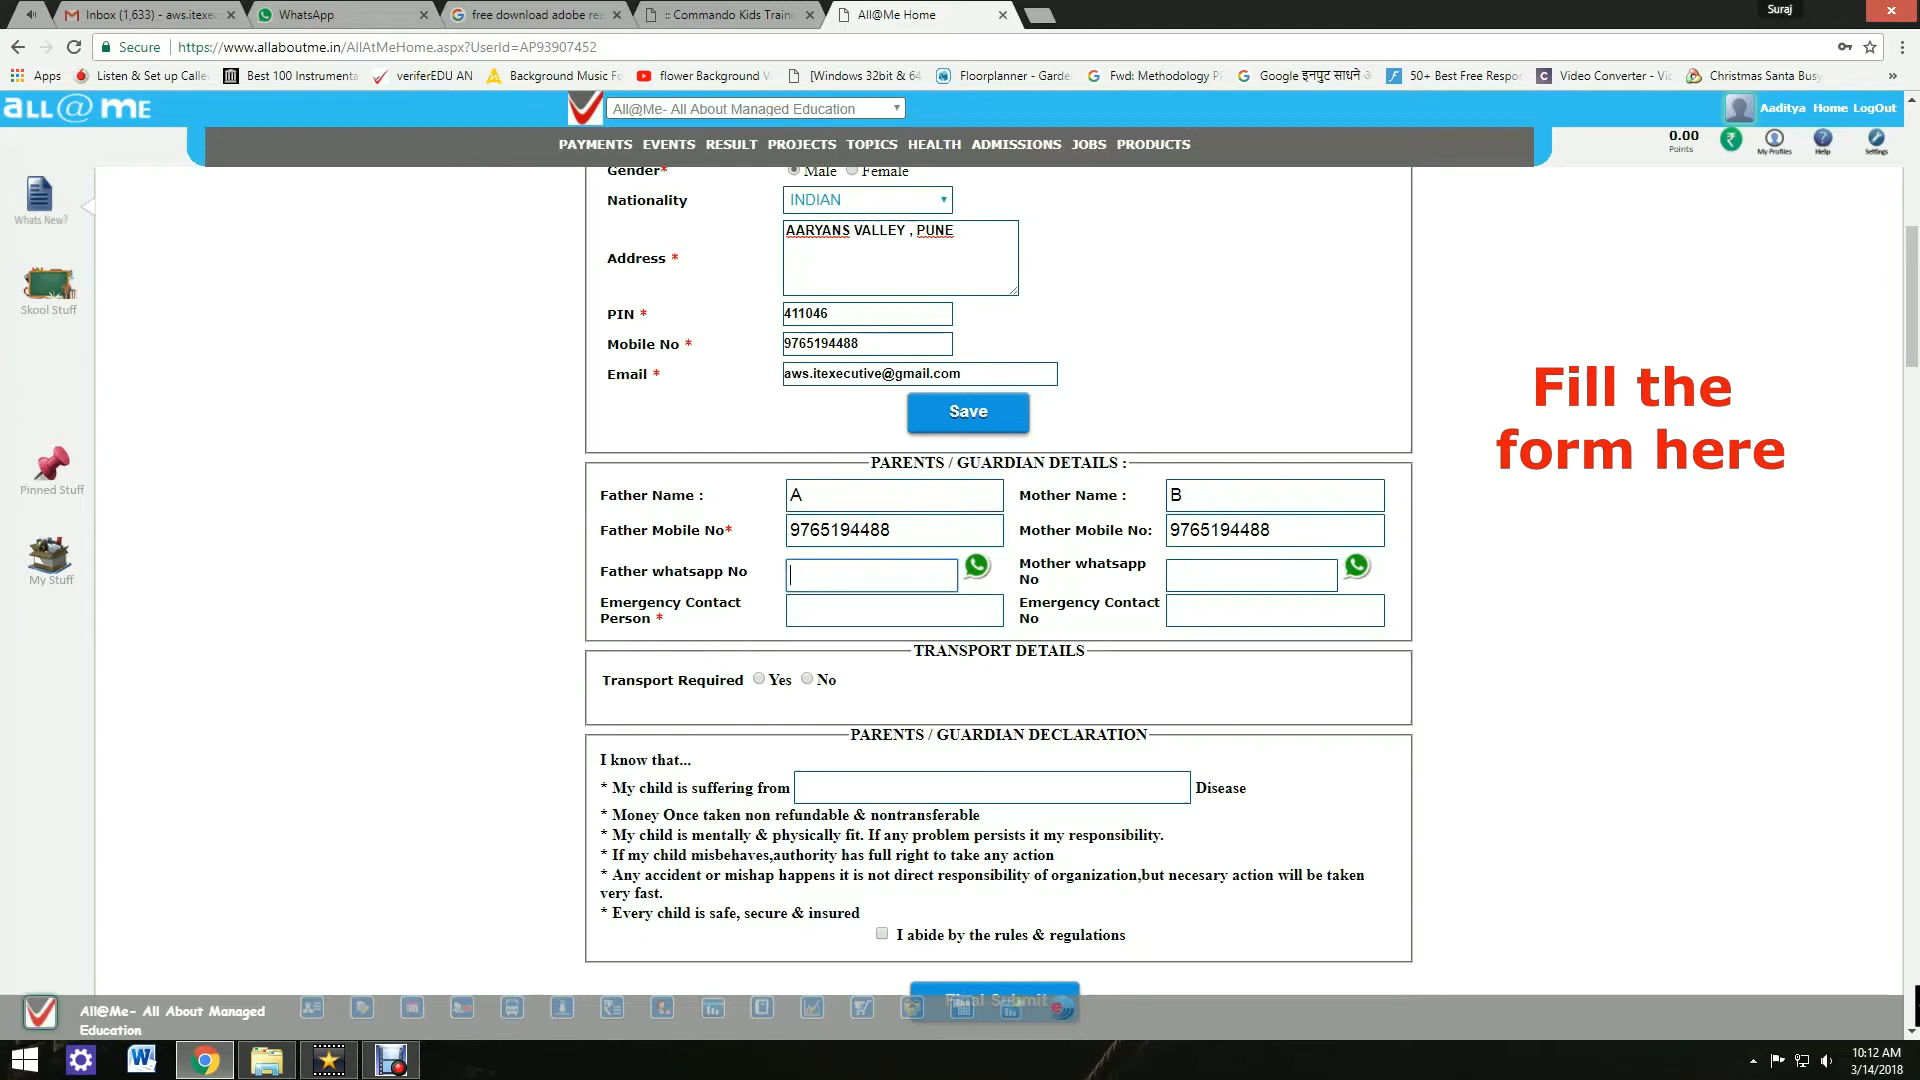 Inbox (1,633) - aws.itexec
WhatsApp
free download adobe rea
:: Commando Kids Traini
All@Me Home
Suraj
Secure
https://www.allaboutme.in/AllAtMeHome.aspx?UserId=AP93907452
Apps
Listen & Set up Calle
Best 100 Instrumenta
veriferEDU AN
Background Music F
flower Background V
[Windows 32bit & 64
Floorplanner - Garde
Fwd: Methodology P
Google इनपुट साधने
50+ Best Free Respo
Video Converter - Vi
Christmas Santa Busy
»
ALL@ME
All@Me- All About Managed Education
Aaditya Home LogOut
PAYMENTS EVENTS RESULT PROJECTS TOPICS HEALTH ADMISSIONS JOBS PRODUCTS
0.00
Points
My Profiles
Help
Settings
Whats New?
Skool Stuff
Pinned Stuff
My Stuff
Gender* Male Female
Nationality INDIAN
Address * AARYANS VALLEY , PUNE
PIN * 411046
Mobile No * 9765194488
Email * aws.itexecutive@gmail.com
Save
Fill the
form here
PARENTS / GUARDIAN DETAILS :
Father Name : A Mother Name : B
Father Mobile No* 9765194488 Mother Mobile No: 9765194488
Father whatsapp No Mother whatsapp
No
Emergency Contact
Person *
Emergency Contact
No
TRANSPORT DETAILS
Transport Required Yes No
PARENTS / GUARDIAN DECLARATION
I know that...
* My child is suffering from Disease
* Money Once taken non refundable & nontransferable
* My child is mentally & physically fit. If any problem persists it my responsibility.
* If my child misbehaves,authority has full right to take any action
* Any accident or mishap happens it is not direct responsibility of organization,but necesary action will be taken
very fast.
* Every child is safe, secure & insured
I abide by the rules & regulations
Final Submit
All@Me- All About Managed
Education
10:12 AM
3/14/2018